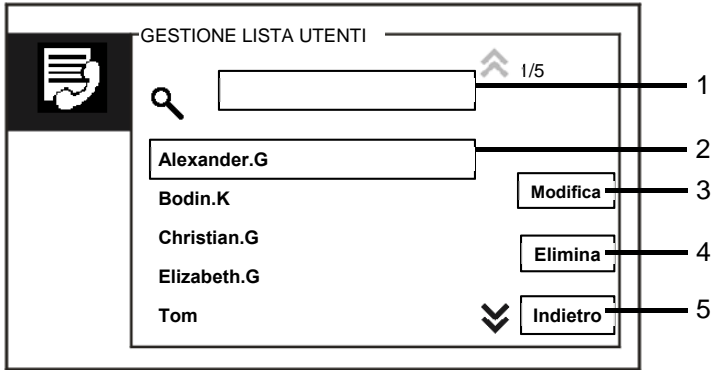 GESTIONE LISTA UTENTI
1/5
1
Alexander.G
2
Bodin.K
Modifica
3
Christian.G
Elimina
4
Elizabeth.G
Tom
Indietro
5